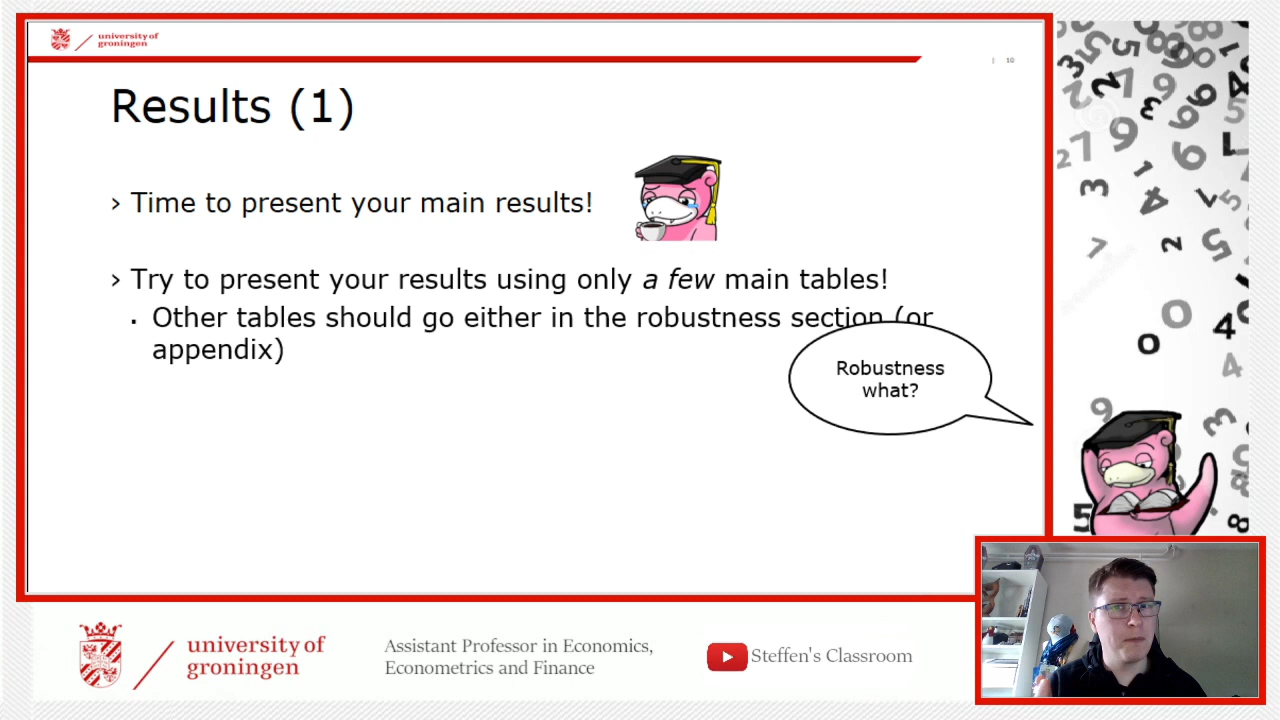 university of
groningen
| 10
Results (1)
› Time to present your main results!
› Try to present your results using only a few main tables!
▪ Other tables should go either in the robustness section (or
appendix)
Robustness
what?
university of
groningen
Assistant Professor in Economics,
Econometrics and Finance
Steffen's Classroom